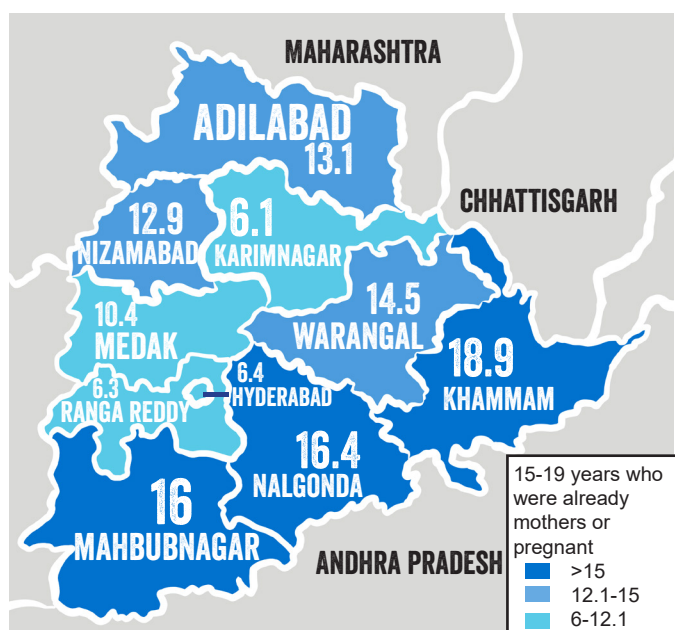 MAHARASHTRA
ADILABAD
13.1
CHHATTISGARH
12.9
NIZAMABAD
6.1
KARIMNAGAR
14.5
WARANGAL
10.4
MEDAK
18.9
KHAMMAM
6.3
RANGA REDDY
6.4
HYDERABAD
16.4
NALGONDA
16
MAHBUBNAGAR
ANDHRA PRADESH
15-19 years who
were already
mothers or
pregnant
>15
12.1-15
6-12.1